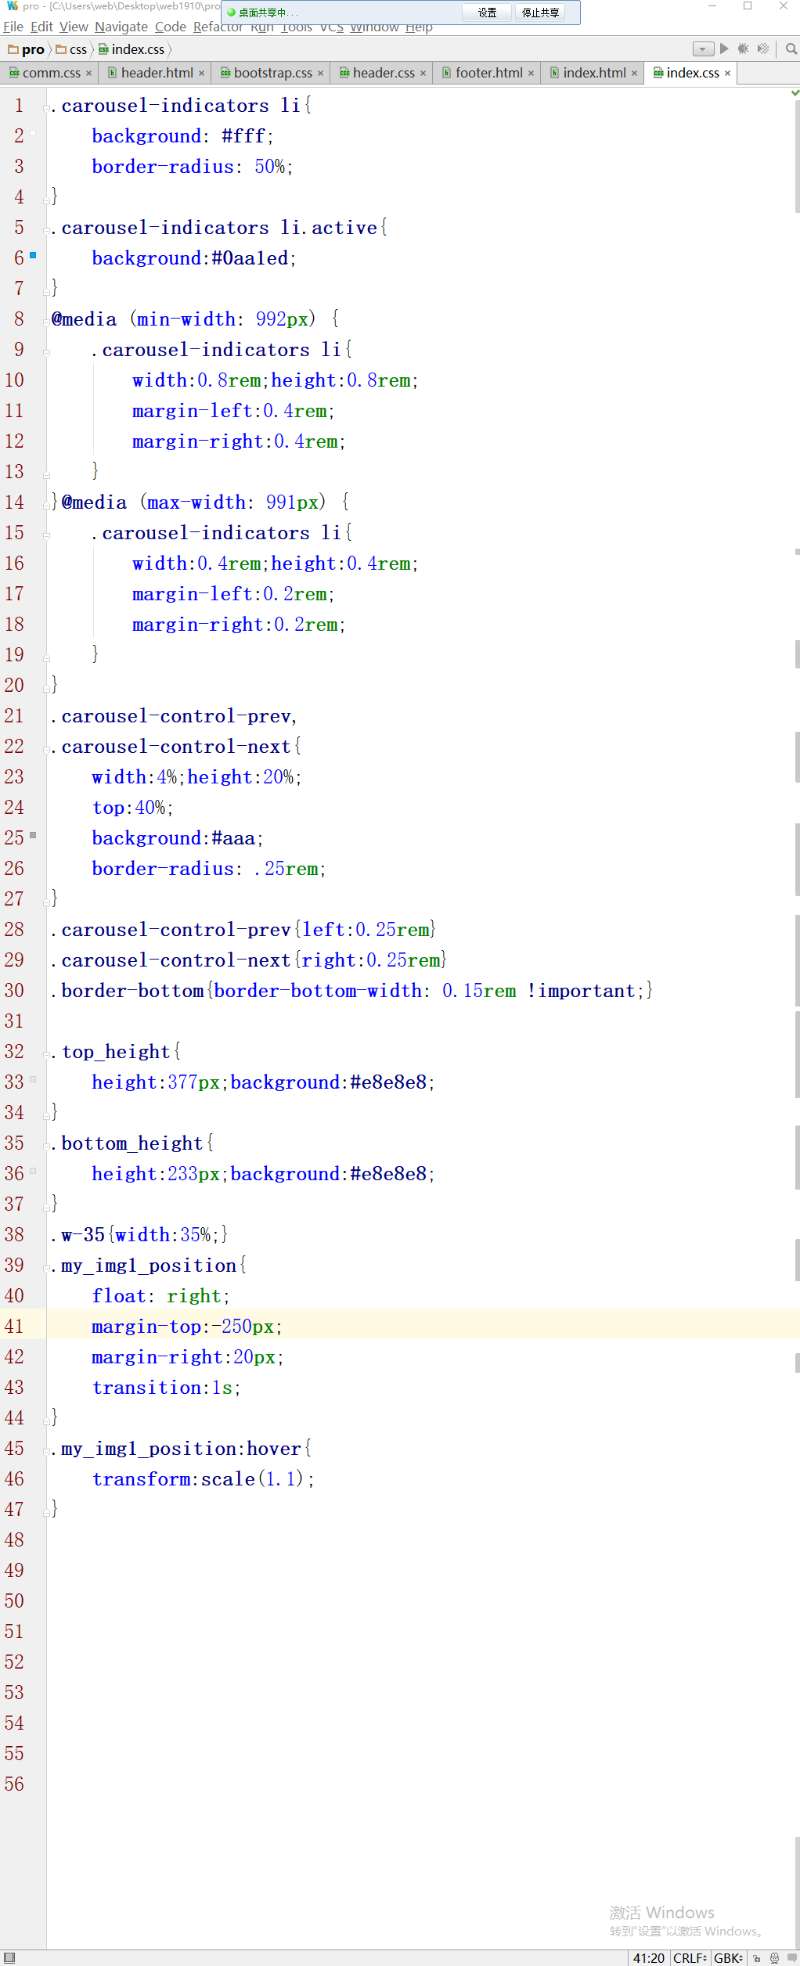 pro - [C:\Users\web\Desktop\web1910\pro
桌面共享中... 设置 停止共享
File Edit View Navigate Code Refactor Run Tools VCS Window Help
pro css index.css
comm.css × header.html × bootstrap.css × header.css × footer.html × index.html × index.css ×
1 .carousel-indicators li{
2 background: #fff;
3 border-radius: 50%;
4 }
5 .carousel-indicators li.active{
6 background:#0aa1ed;
7 }
8 @media (min-width: 992px) {
9 .carousel-indicators li{
10 width:0.8rem;height:0.8rem;
11 margin-left:0.4rem;
12 margin-right:0.4rem;
13 }
14 }@media (max-width: 991px) {
15 .carousel-indicators li{
16 width:0.4rem;height:0.4rem;
17 margin-left:0.2rem;
18 margin-right:0.2rem;
19 }
20 }
21 .carousel-control-prev,
22 .carousel-control-next{
23 width:4%;height:20%;
24 top:40%;
25 background:#aaa;
26 border-radius: .25rem;
27 }
28 .carousel-control-prev{left:0.25rem}
29 .carousel-control-next{right:0.25rem}
30 .border-bottom{border-bottom-width: 0.15rem !important;}
31
32 .top_height{
33 height:377px;background:#e8e8e8;
34 }
35 .bottom_height{
36 height:233px;background:#e8e8e8;
37 }
38 .w-35{width:35%;}
39 .my_img1_position{
40 float: right;
41 margin-top:-250px;
42 margin-right:20px;
43 transition:1s;
44 }
45 .my_img1_position:hover{
46 transform:scale(1.1);
47 }
48
49
50
51
52
53
54
55
56
激活 Windows
转到"设置"以激活 Windows。
41:20 CRLF÷ GBK÷